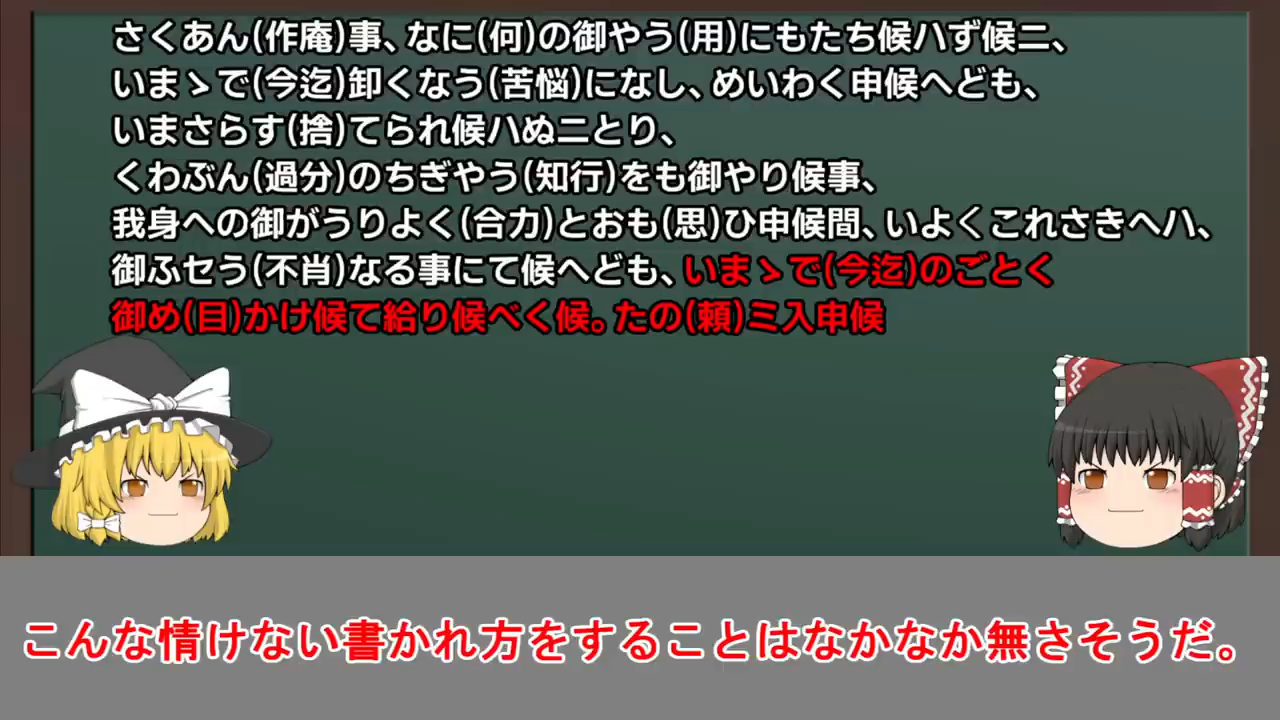 さくあん(作庵)事、なに(何)の御やう(用)にもたち候ハず候ニ、
いまゝで(今迄)卸くなう(苦悩)になし、めいわく申候へども、
いまさらす(捨)てられ候ハぬニとり、
くわぶん(過分)のちぎやう(知行)をも御やり候事、
我身への御がうりよく(合力)とおも(思)ひ申候間、いよくこれさきへハ、
御ふセう(不肖)なる事にて候へども、いまゝで(今迄)のごとく
御め(目)かけ候て給り候べく候。たの(頼)ミ入申候
こんな情けない書かれ方をすることはなかなか無さそうだ。